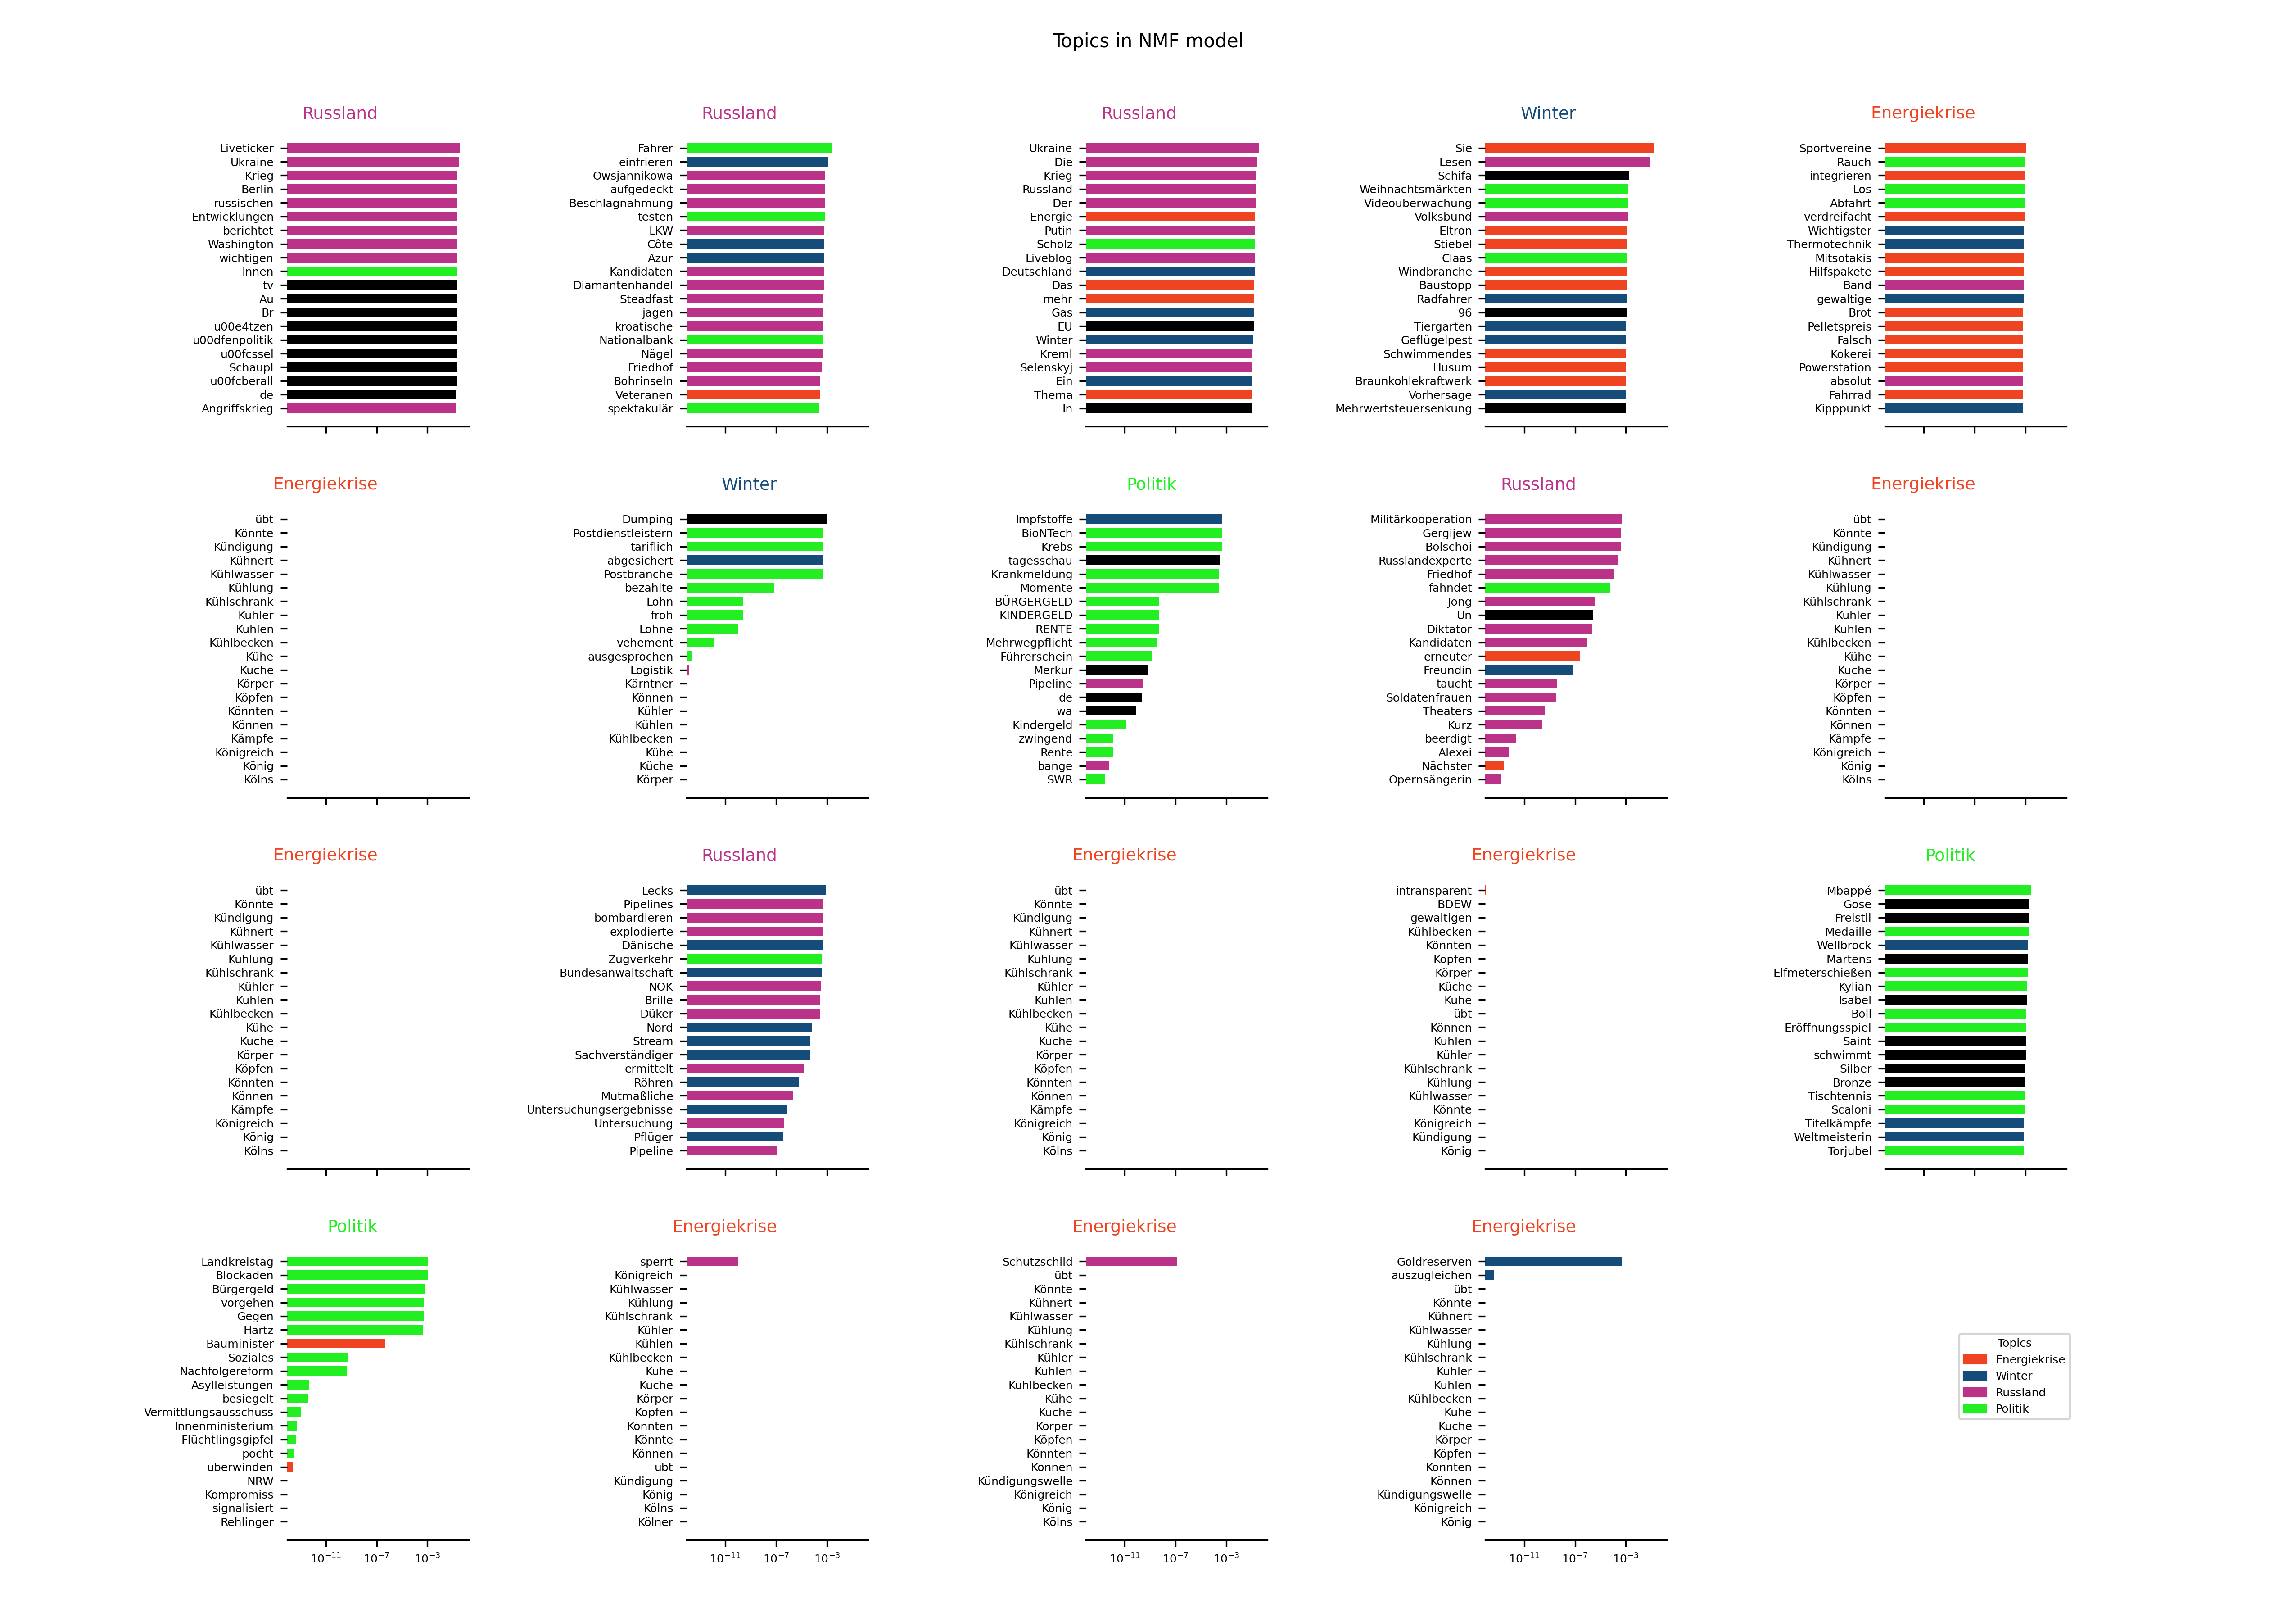 Topics in NMF model
Russland
Liveticker
Ukraine
Krieg
Berlin
russischen
Entwicklungen
berichtet
Washington
wichtigen
Innen
tv
Au
Br
u00e4tzen
u00dfenpolitik
u00fcssel
Schaupl
u00fcberall
de
Angriffskrieg
Russland
Fahrer
einfrieren
Owsjannikowa
aufgedeckt
Beschlagnahmung
testen
LKW
Côte
Azur
Kandidaten
Diamantenhandel
Steadfast
jagen
kroatische
Nationalbank
Nägel
Friedhof
Bohrinseln
Veteranen
spektakulär
Russland
Ukraine
Die
Krieg
Russland
Der
Energie
Putin
Scholz
Liveblog
Deutschland
Das
mehr
Gas
EU
Winter
Kreml
Selenskyj
Ein
Thema
In
Winter
Sie
Lesen
Schifa
Weihnachtsmärkten
Videoüberwachung
Volksbund
Eltron
Stiebel
Claas
Windbranche
Baustopp
Radfahrer
96
Tiergarten
Geflügelpest
Schwimmendes
Husum
Braunkohlekraftwerk
Vorhersage
Mehrwertsteuersenkung
Energiekrise
Sportvereine
Rauch
integrieren
Los
Abfahrt
verdreifacht
Wichtigster
Thermotechnik
Mitsotakis
Hilfspakete
Band
gewaltige
Brot
Pelletspreis
Falsch
Kokerei
Powerstation
absolut
Fahrrad
Kipppunkt
Energiekrise
übt
Könnte
Kündigung
Kühnert
Kühlwasser
Kühlung
Kühlschrank
Kühler
Kühlen
Kühlbecken
Kühe
Küche
Körper
Köpfen
Könnten
Können
Kämpfe
Königreich
König
Kölns
Winter
Dumping
Postdienstleistern
tariflich
abgesichert
Postbranche
bezahlte
Lohn
froh
Löhne
vehement
ausgesprochen
Logistik
Kärntner
Können
Kühler
Kühlen
Kühlbecken
Kühe
Küche
Körper
Politik
Impfstoffe
BioNTech
Krebs
tagesschau
Krankmeldung
Momente
BÜRGERGELD
KINDERGELD
RENTE
Mehrwegpflicht
Führerschein
Merkur
Pipeline
de
wa
Kindergeld
zwingend
Rente
bange
SWR
Russland
Militärkooperation
Gergijew
Bolschoi
Russlandexperte
Friedhof
fahndet
Jong
Un
Diktator
Kandidaten
erneuter
Freundin
taucht
Soldatenfrauen
Theaters
Kurz
beerdigt
Alexei
Nächster
Opernsängerin
Energiekrise
übt
Könnte
Kündigung
Kühnert
Kühlwasser
Kühlung
Kühlschrank
Kühler
Kühlen
Kühlbecken
Kühe
Küche
Körper
Köpfen
Könnten
Können
Kämpfe
Königreich
König
Kölns
Energiekrise
übt
Könnte
Kündigung
Kühnert
Kühlwasser
Kühlung
Kühlschrank
Kühler
Kühlen
Kühlbecken
Kühe
Küche
Körper
Köpfen
Könnten
Können
Kämpfe
Königreich
König
Kölns
Russland
Lecks
Pipelines
bombardieren
explodierte
Dänische
Zugverkehr
Bundesanwaltschaft
NOK
Brille
Düker
Nord
Stream
Sachverständiger
ermittelt
Röhren
Mutmaßliche
Untersuchungsergebnisse
Untersuchung
Pflüger
Pipeline
Energiekrise
übt
Könnte
Kündigung
Kühnert
Kühlwasser
Kühlung
Kühlschrank
Kühler
Kühlen
Kühlbecken
Kühe
Küche
Körper
Köpfen
Könnten
Können
Kämpfe
Königreich
König
Kölns
Energiekrise
intransparent
BDEW
gewaltigen
Kühlbecken
Könnten
Köpfen
Körper
Küche
Kühe
übt
Können
Kühlen
Kühler
Kühlschrank
Kühlung
Kühlwasser
Könnte
Königreich
Kündigung
König
Politik
Mbappé
Gose
Freistil
Medaille
Wellbrock
Märtens
Elfmeterschießen
Kylian
Isabel
Boll
Eröffnungsspiel
Saint
schwimmt
Silber
Bronze
Tischtennis
Scaloni
Titelkämpfe
Weltmeisterin
Torjubel
Politik
Landkreistag
Blockaden
Bürgergeld
vorgehen
Gegen
Hartz
Bauminister
Soziales
Nachfolgereform
Asylleistungen
besiegelt
Vermittlungsausschuss
Innenministerium
Flüchtlingsgipfel
pocht
überwinden
NRW
Kompromiss
signalisiert
Rehlinger
10⁻¹¹ 10⁻⁷ 10⁻³
Energiekrise
sperrt
Königreich
Kühlwasser
Kühlung
Kühlschrank
Kühler
Kühlen
Kühlbecken
Kühe
Küche
Körper
Köpfen
Könnten
Könnte
Können
übt
Kündigung
König
Kölns
Kölner
10⁻¹¹ 10⁻⁷ 10⁻³
Energiekrise
Schutzschild
übt
Könnte
Kühnert
Kühlwasser
Kühlung
Kühlschrank
Kühler
Kühlen
Kühlbecken
Kühe
Küche
Körper
Köpfen
Könnten
Können
Kündigungswelle
Königreich
König
Kölns
10⁻¹¹ 10⁻⁷ 10⁻³
Energiekrise
Goldreserven
auszugleichen
übt
Könnte
Kühnert
Kühlwasser
Kühlung
Kühlschrank
Kühler
Kühlen
Kühlbecken
Kühe
Küche
Körper
Köpfen
Könnten
Können
Kündigungswelle
Königreich
König
10⁻¹¹ 10⁻⁷ 10⁻³
Topics
Energiekrise
Winter
Russland
Politik